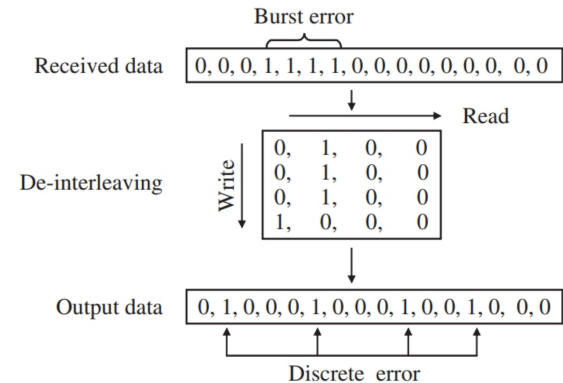 Burst error
Received data 0, 0, 0, 1, 1, 1, 1, 0, 0, 0, 0, 0, 0, 0, 0, 0
Read
De-interleaving
Write
0, 1, 0, 0
0, 1, 0, 0
0, 1, 0, 0
1, 0, 0, 0
Output data 0, 1, 0, 0, 0, 1, 0, 0, 0, 1, 0, 0, 1, 0, 0, 0
Discrete error